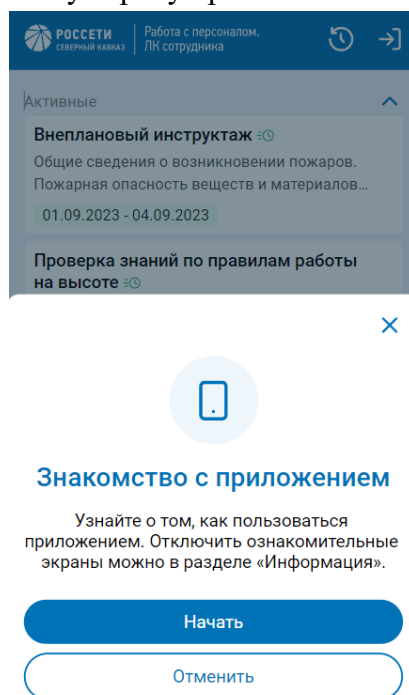 РОССЕТИ
СЕВЕРНЫЙ КАВКАЗ
Работа с персоналом.
ЛК сотрудника
Активные
Внеплановый инструктаж
Общие сведения о возникновении пожаров.
Пожарная опасность веществ и материалов...
01.09.2023 - 04.09.2023
Проверка знаний по правилам работы
на высоте
Знакомство с приложением
Узнайте о том, как пользоваться
приложением. Отключить ознакомительные
экраны можно в разделе «Информация».
Начать
Отменить